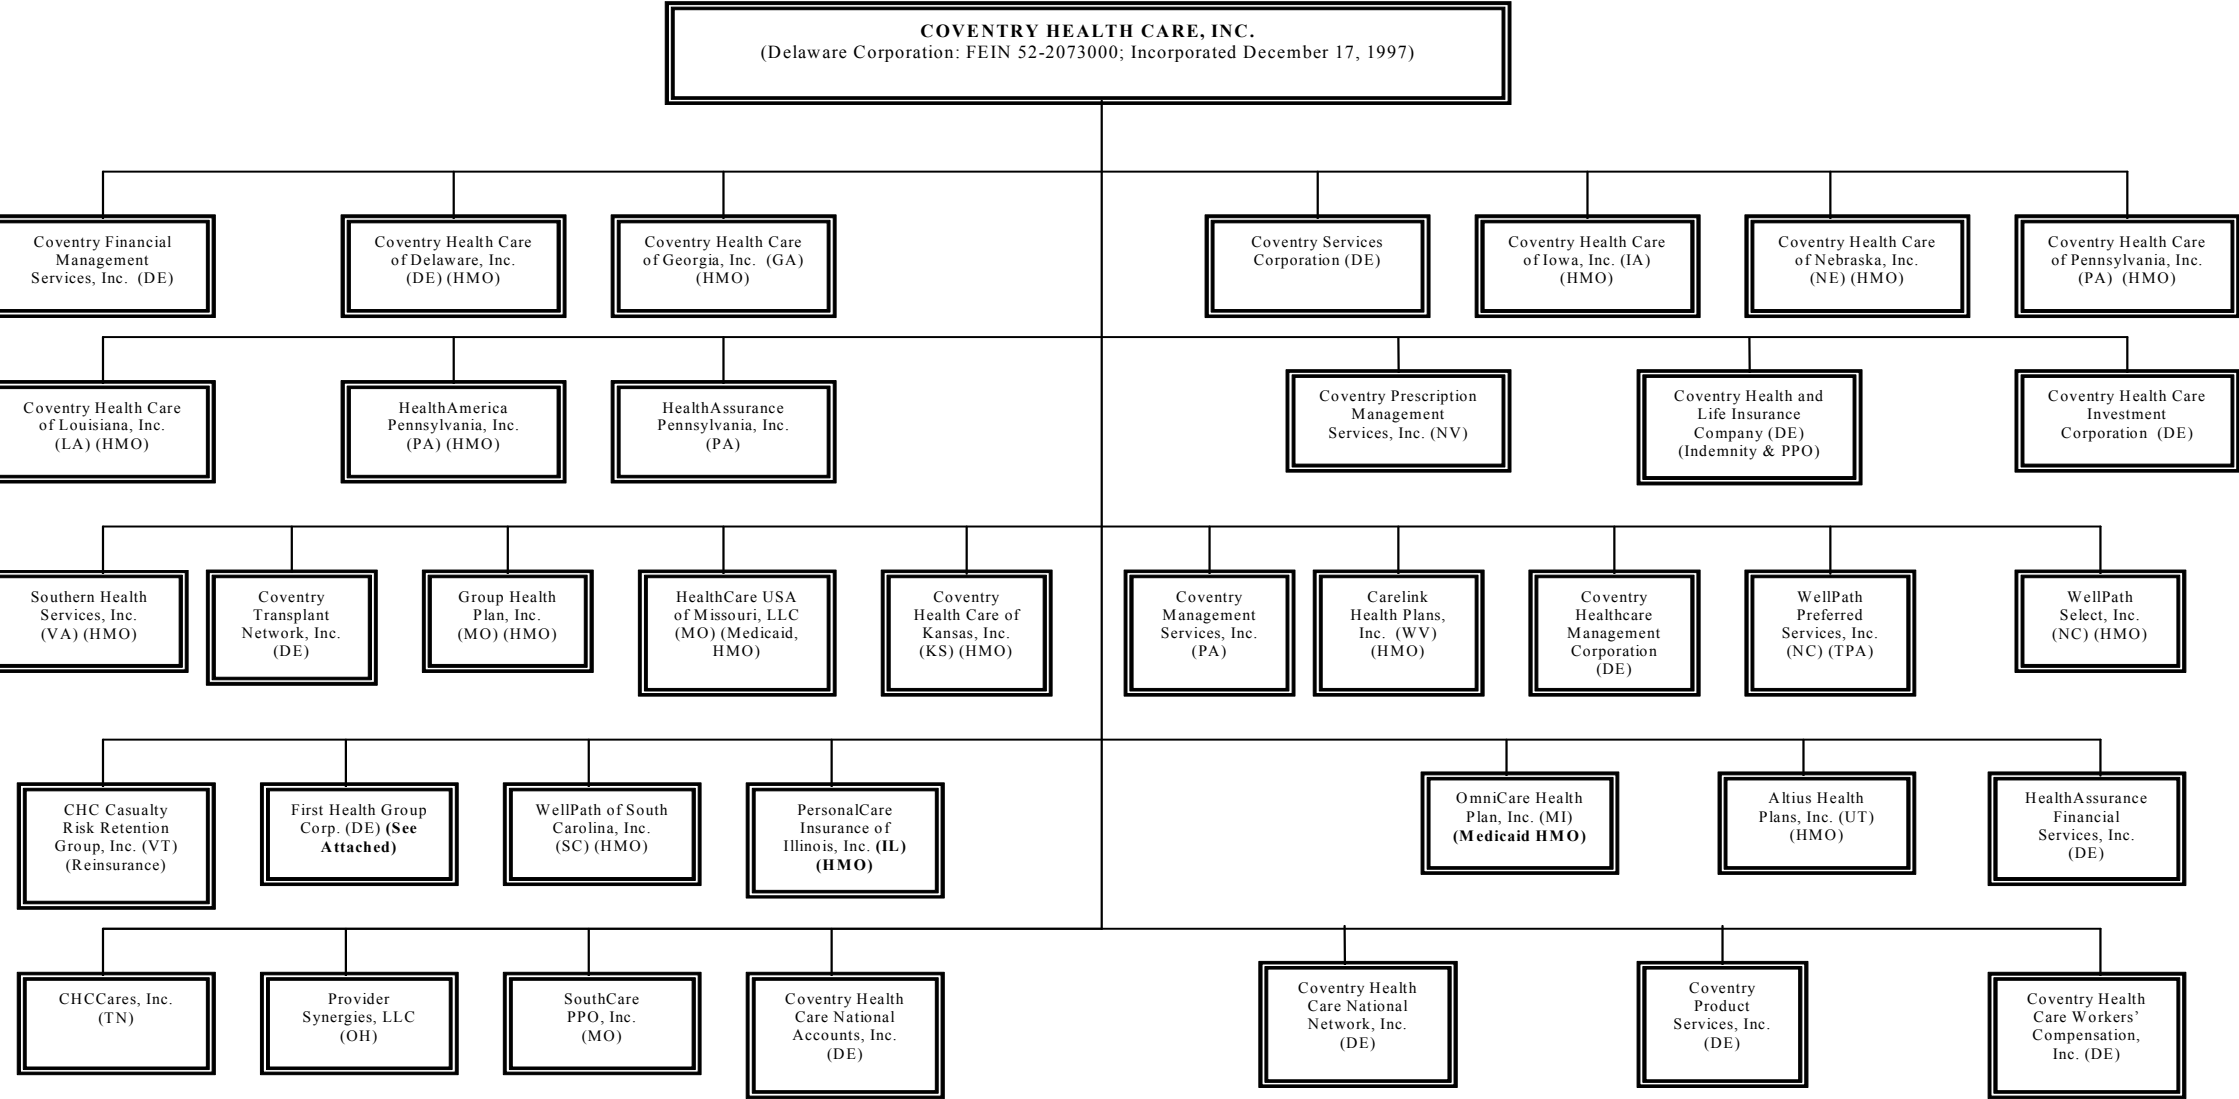 COVENTRY HEALTH CARE, INC.
(Delaware Corporation: FEIN 52-2073000; Incorporated December 17, 1997)
Coventry Financial
Management
Services, Inc. (DE)
Coventry Health Care
of Delaware, Inc.
(DE) (HMO)
Coventry Health Care
of Georgia, Inc. (GA)
(HMO)
Coventry Services
Corporation (DE)
Coventry Health Care
of Iowa, Inc. (IA)
(HMO)
Coventry Health Care
of Nebraska, Inc.
(NE) (HMO)
Coventry Health Care
of Pennsylvania, Inc.
(PA) (HMO)
Coventry Health Care
of Louisiana, Inc.
(LA) (HMO)
HealthAmerica
Pennsylvania, Inc.
(PA) (HMO)
HealthAssurance
Pennsylvania, Inc.
(PA)
Coventry Prescription
Management
Services, Inc. (NV)
Coventry Health and
Life Insurance
Company (DE)
(Indemnity & PPO)
Coventry Health Care
Investment
Corporation (DE)
Southern Health
Services, Inc.
(VA) (HMO)
Coventry
Transplant
Network, Inc.
(DE)
Group Health
Plan, Inc.
(MO) (HMO)
HealthCare USA
of Missouri, LLC
(MO) (Medicaid,
HMO)
Coventry
Health Care of
Kansas, Inc.
(KS) (HMO)
Coventry
Management
Services, Inc.
(PA)
Carelink
Health Plans,
Inc. (WV)
(HMO)
Coventry
Healthcare
Management
Corporation
(DE)
WellPath
Preferred
Services, Inc.
(NC) (TPA)
WellPath
Select, Inc.
(NC) (HMO)
CHC Casualty
Risk Retention
Group, Inc. (VT)
(Reinsurance)
First Health Group
Corp. (DE) (See
Attached)
WellPath of South
Carolina, Inc.
(SC) (HMO)
PersonalCare
Insurance of
Illinois, Inc. (IL)
(HMO)
OmniCare Health
Plan, Inc. (MI)
(Medicaid HMO)
Altius Health
Plans, Inc. (UT)
(HMO)
HealthAssurance
Financial
Services, Inc.
(DE)
CHCCares, Inc.
(TN)
Provider
Synergies, LLC
(OH)
SouthCare
PPO, Inc.
(MO)
Coventry Health
Care National
Accounts, Inc.
(DE)
Coventry Health
Care National
Network, Inc.
(DE)
Coventry
Product
Services, Inc.
(DE)
Coventry Health
Care Workers’
Compensation,
Inc. (DE)